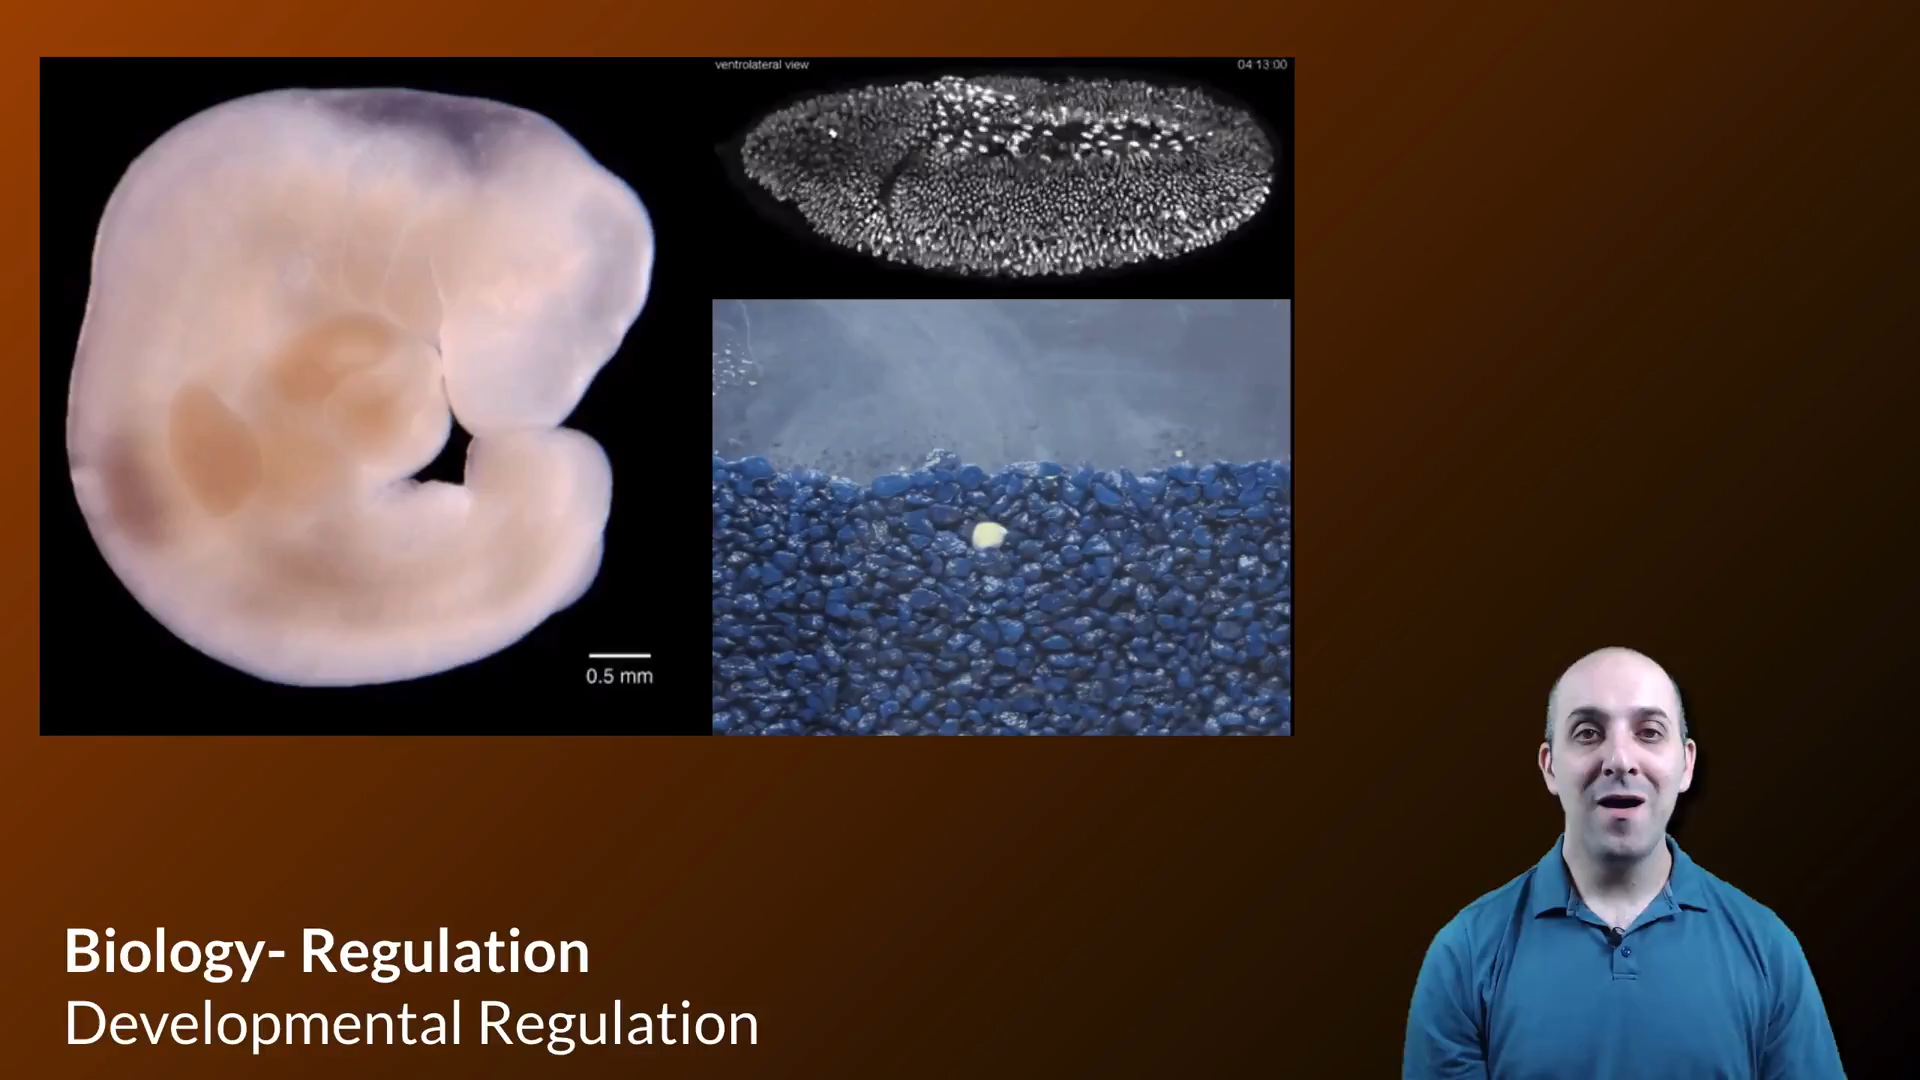 ventrolateral view
04:13:00
0.5 mm
Biology- Regulation
Developmental Regulation